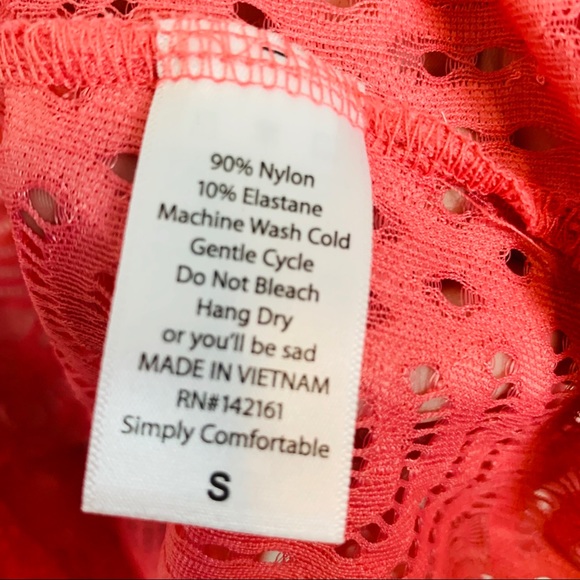 90% Nylon
10% Elastane
Machine Wash Cold
Gentle Cycle
Do Not Bleach
Hang Dry
or you'll be sad
MADE IN VIETNAM
RN#142161
Simply Comfortable
S